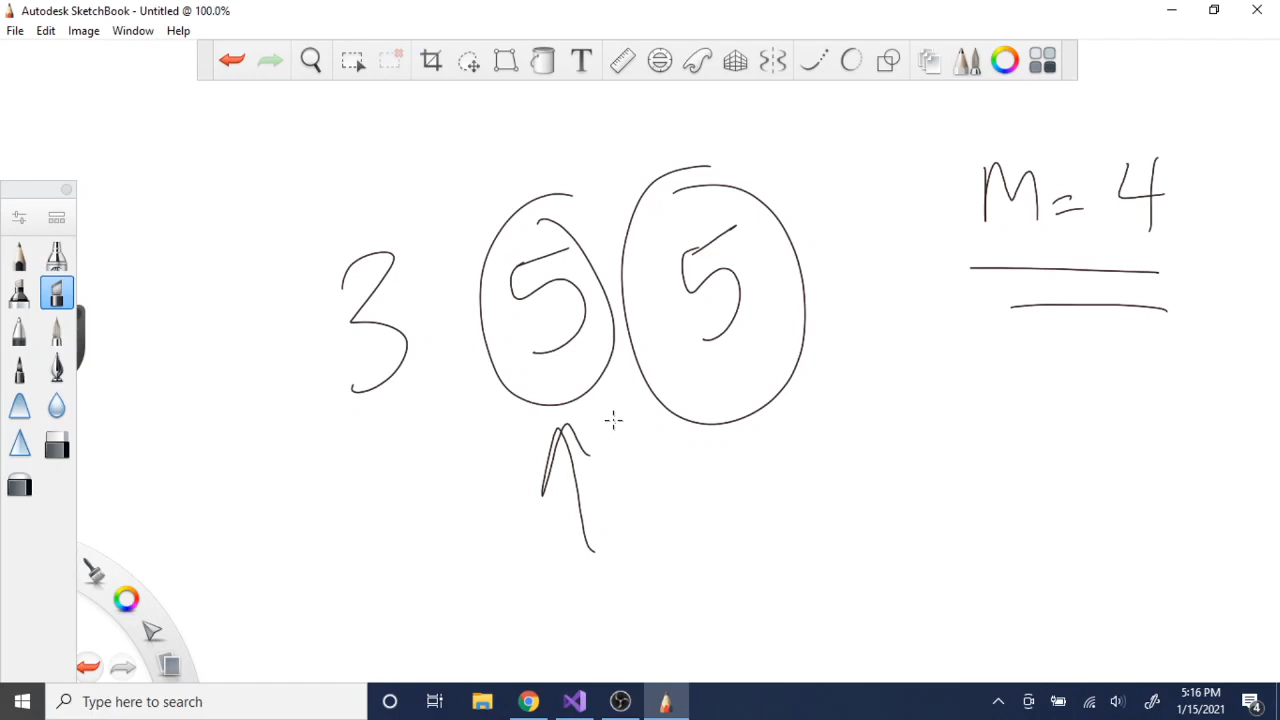 Autodesk SketchBook - Untitled @ 100.0%
File Edit Image Window Help
T
M = 4
3 5 5
Type here to search
5:16 PM
1/15/2021
4